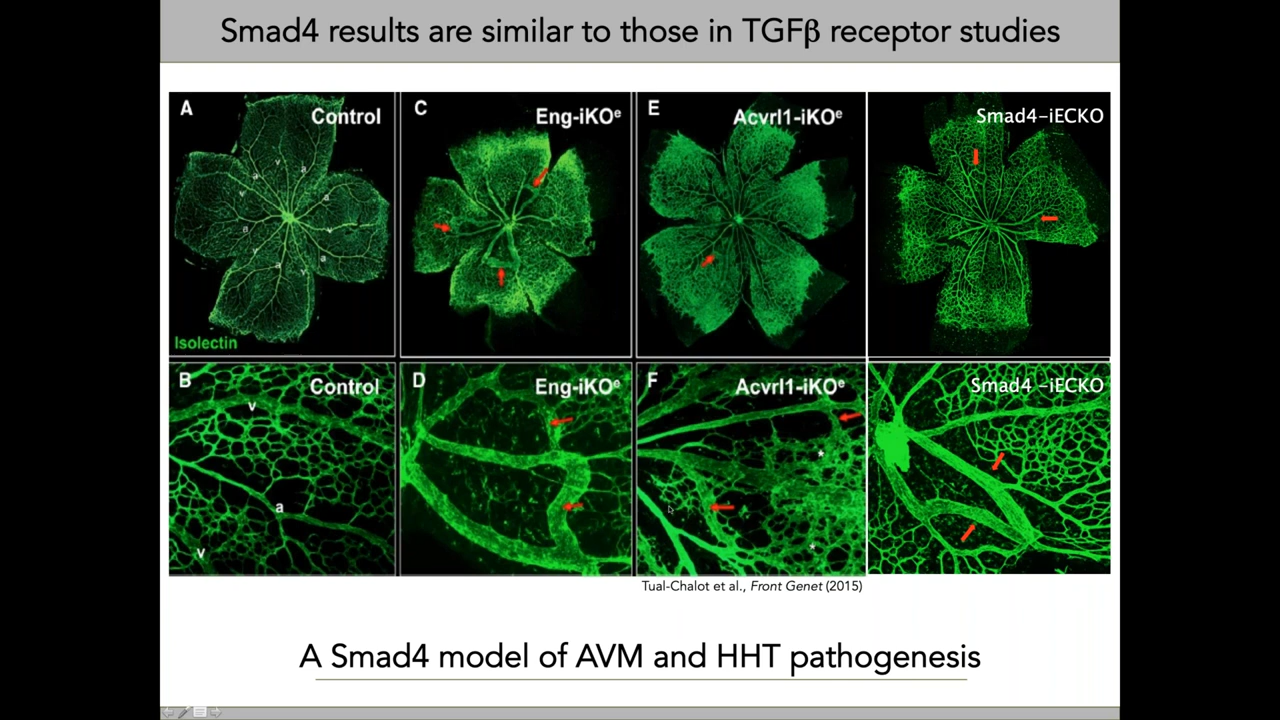 Smad4 results are similar to those in TGFβ receptor studies
A
Control
v
a
a
v
a
v
a
v
a
a
v
Isolectin
C
Eng-iKOᵉ
E
Acvrl1-iKOᵉ
Smad4-iECKO
B
Control
v
a
v
D
Eng-iKOᵉ
F
Acvrl1-iKOᵉ
*
*
Smad4 -iECKO
Tual-Chalot et al., Front Genet (2015)
A Smad4 model of AVM and HHT pathogenesis